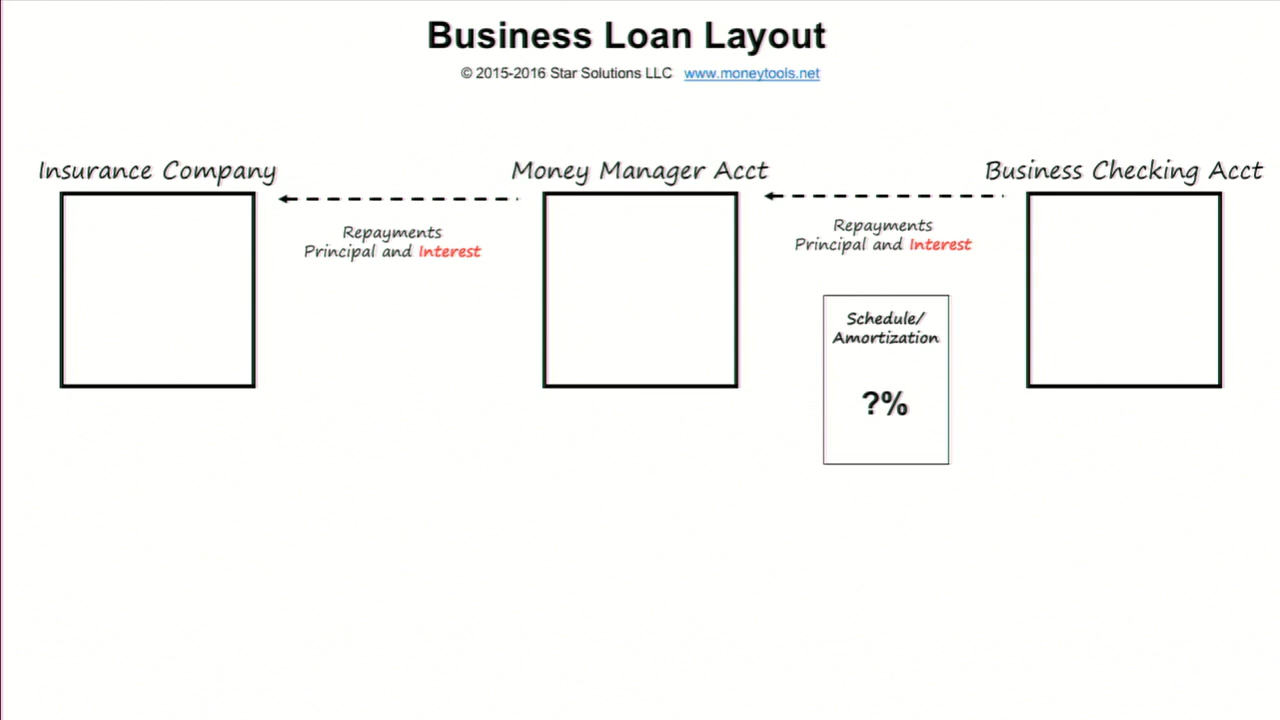 Business Loan Layout
© 2015-2016 Star Solutions LLC www.moneytools.net
Insurance Company
Money Manager Acct
Business Checking Acct
Repayments
Principal and Interest
Repayments
Principal and Interest
Schedule/
Amortization
?%